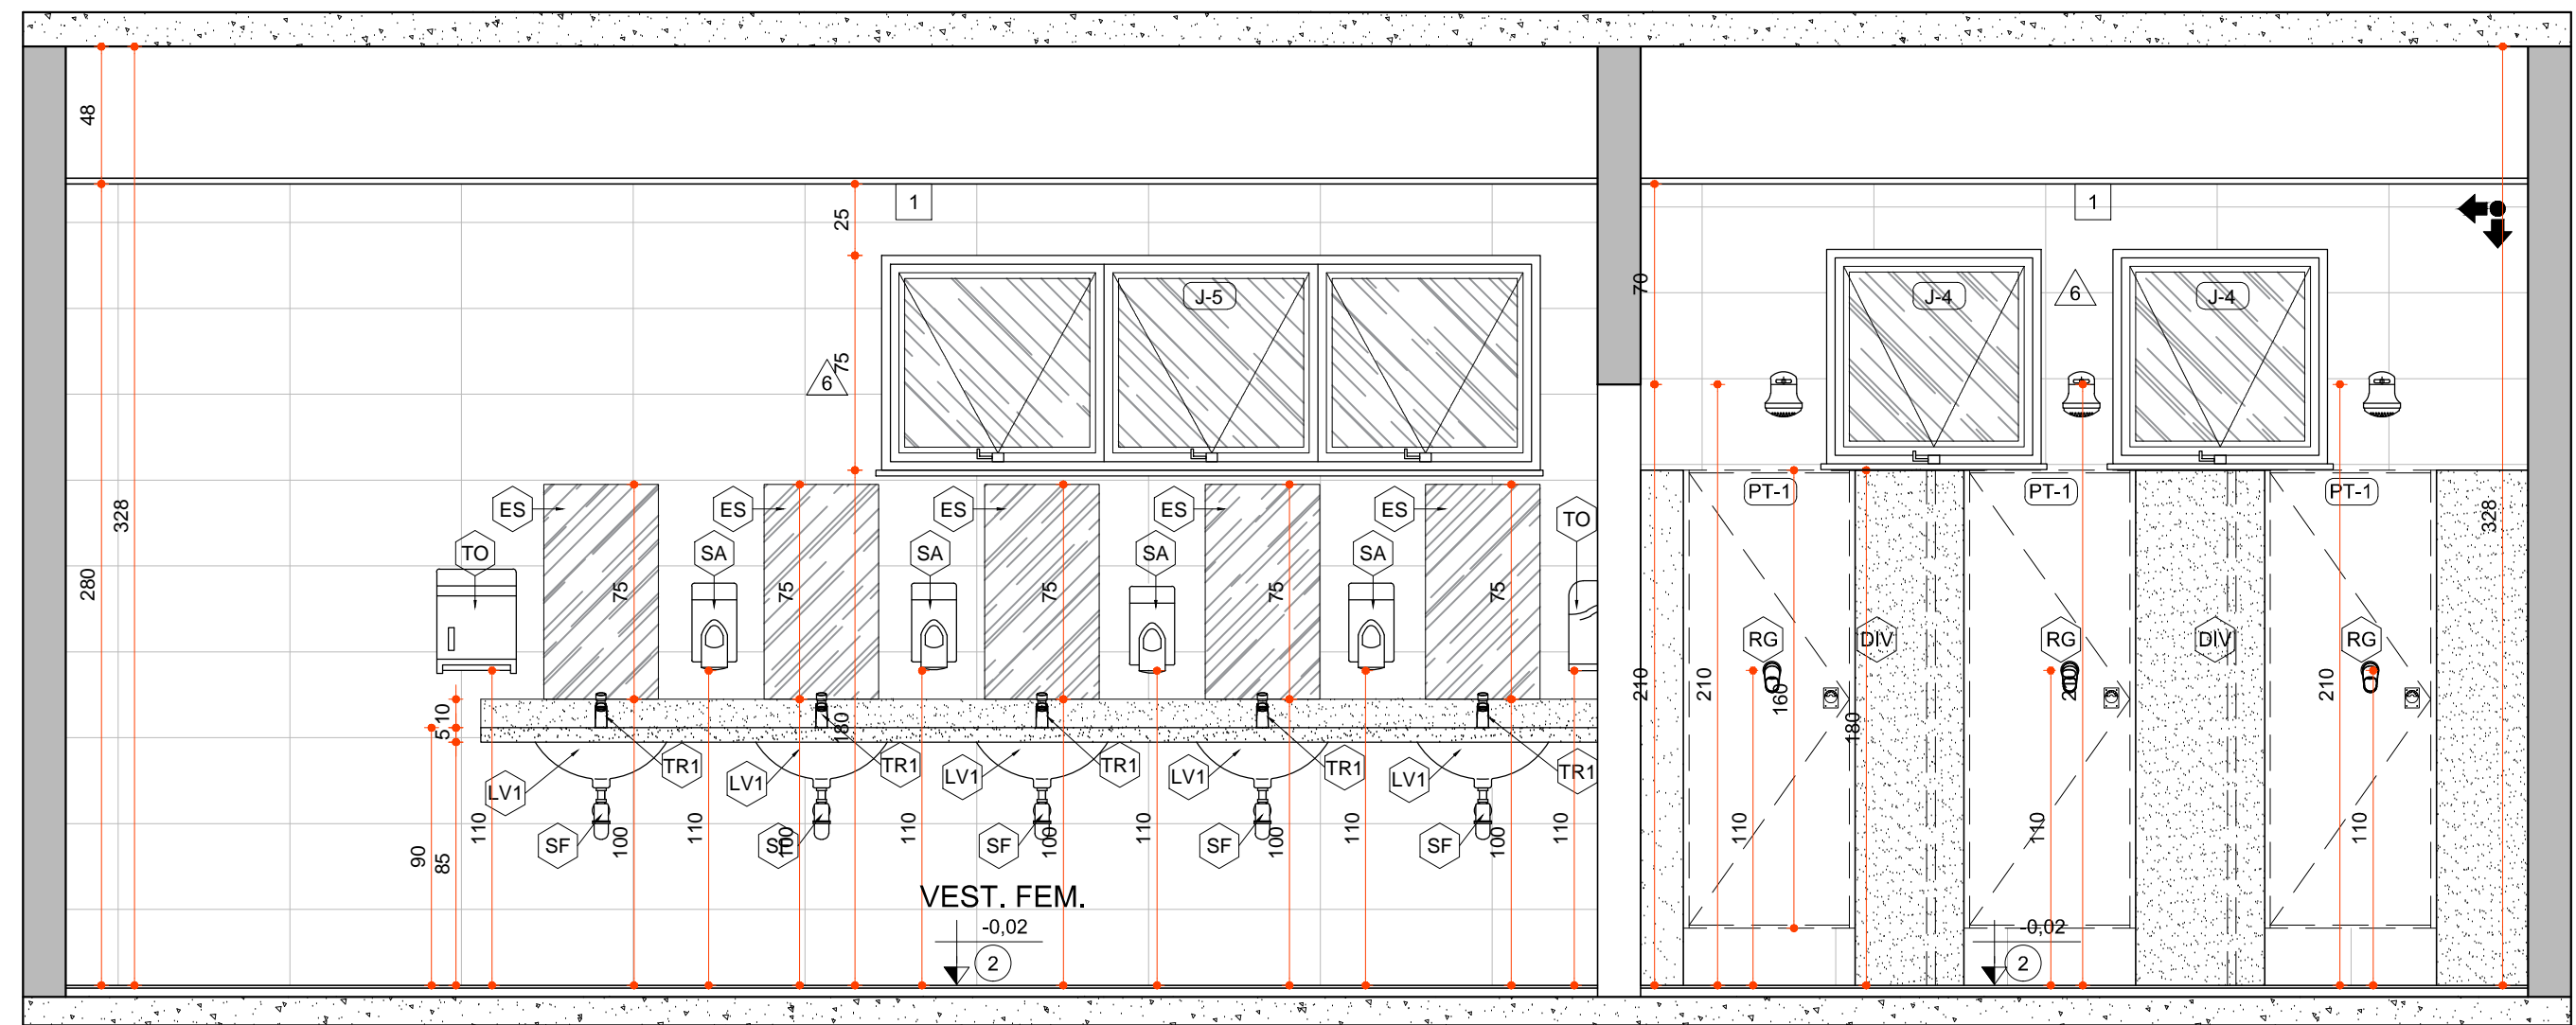 48
328
280
25
1
75
6
J-5
ES
ES
ES
ES
ES
TO
SA
SA
SA
SA
TO
75
75
75
75
75
10
5
180
LV1
TR1
LV1
TR1
LV1
TR1
LV1
TR1
LV1
TR1
SF
SF
SF
SF
SF
90
85
110
100
110
100
110
100
110
100
110
100
110
VEST. FEM.
-0,02
2
1
70
J-4
6
J-4
PT-1
PT-1
PT-1
328
RG
DIV
RG
DIV
RG
210
210
160
180
210
110
110
110
-0,02
2